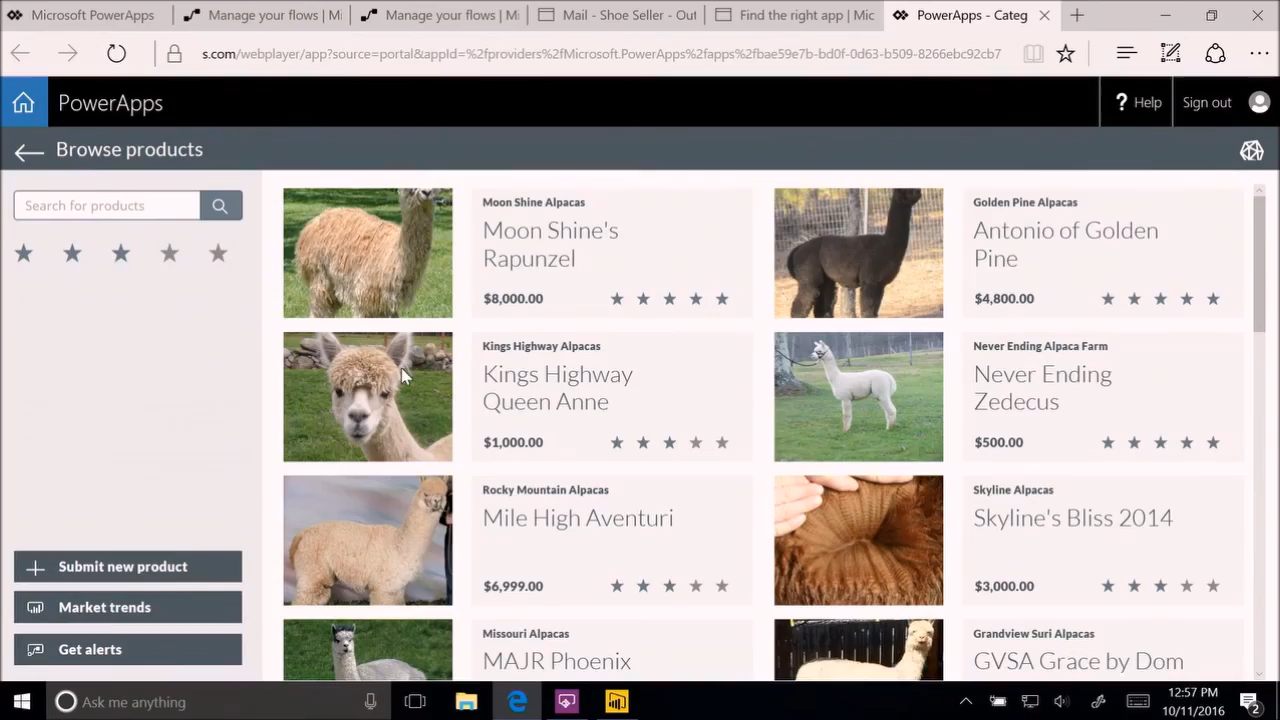 Microsoft PowerApps
Manage your flows | Mi
Manage your flows | Mi
Mail - Shoe Seller - Out
Find the right app | Mic
PowerApps - Categ
s.com/webplayer/app?source=portal&appId=%2fproviders%2fMicrosoft.PowerApps%2fapps%2fbae59e7b-bd0f-0d63-b509-8266ebc92cb7
PowerApps
? Help
Sign out
Browse products
Search for products
Moon Shine Alpacas
Moon Shine's
Rapunzel
$8,000.00
Golden Pine Alpacas
Antonio of Golden
Pine
$4,800.00
Kings Highway Alpacas
Kings Highway
Queen Anne
$1,000.00
Never Ending Alpaca Farm
Never Ending
Zedecus
$500.00
Rocky Mountain Alpacas
Mile High Aventuri
$6,999.00
Skyline Alpacas
Skyline's Bliss 2014
$3,000.00
Missouri Alpacas
MAJR Phoenix
Grandview Suri Alpacas
GVSA Grace by Dom
Submit new product
Market trends
Get alerts
Ask me anything
12:57 PM
10/11/2016
2